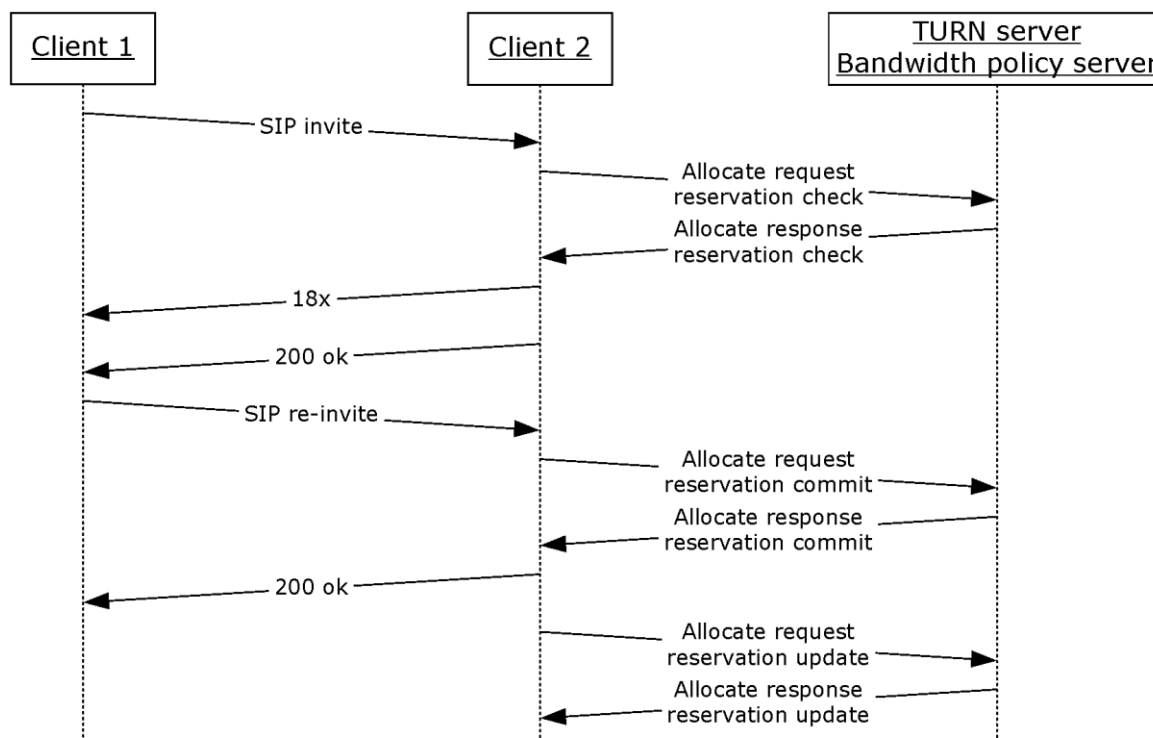 Client 1
Client 2
TURN server
Bandwidth policy server
SIP invite
Allocate request
reservation check
Allocate response
reservation check
18x
200 ok
SIP re-invite
Allocate request
reservation commit
Allocate response
reservation commit
200 ok
Allocate request
reservation update
Allocate response
reservation update